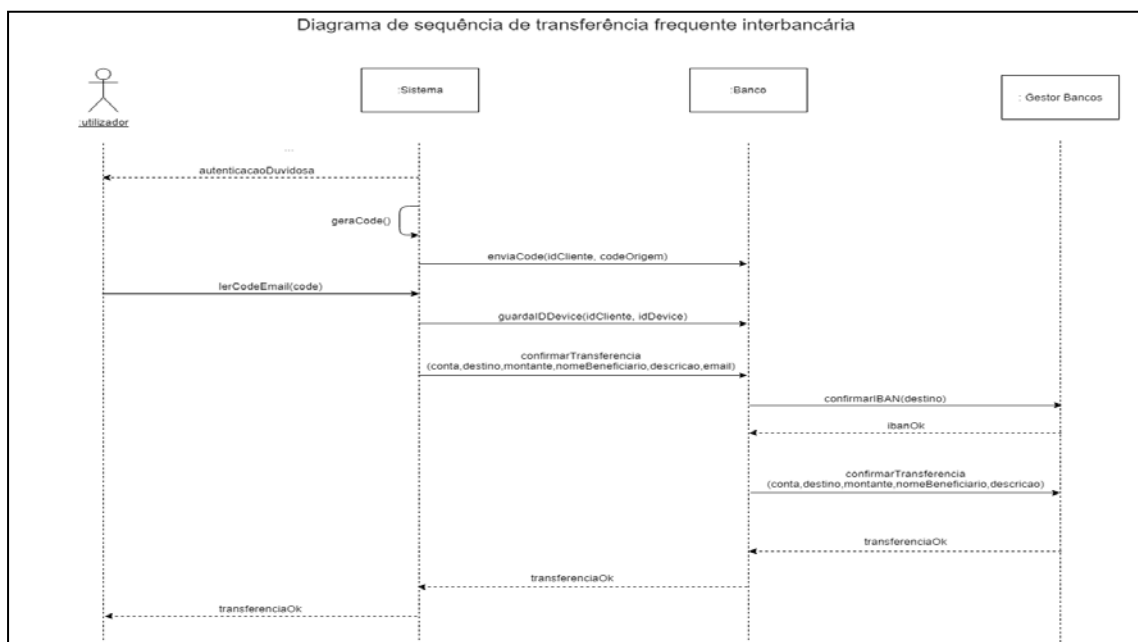 Diagrama de sequência de transferência frequente interbancária
:utilizador
:Sistema
:Banco
: Gestor Bancos
...
autenticacaoDuvidosa
geraCode()
enviaCode(idCliente, codeOrigem)
lerCodeEmail(code)
guardaIDDevice(idCliente, idDevice)
confirmarTransferencia
(conta,destino,montante,nomeBeneficiario,descricao,email)
confirmarIBAN(destino)
ibanOk
confirmarTransferencia
(conta,destino,montante,nomeBeneficiario,descricao)
transferenciaOk
transferenciaOk
transferenciaOk